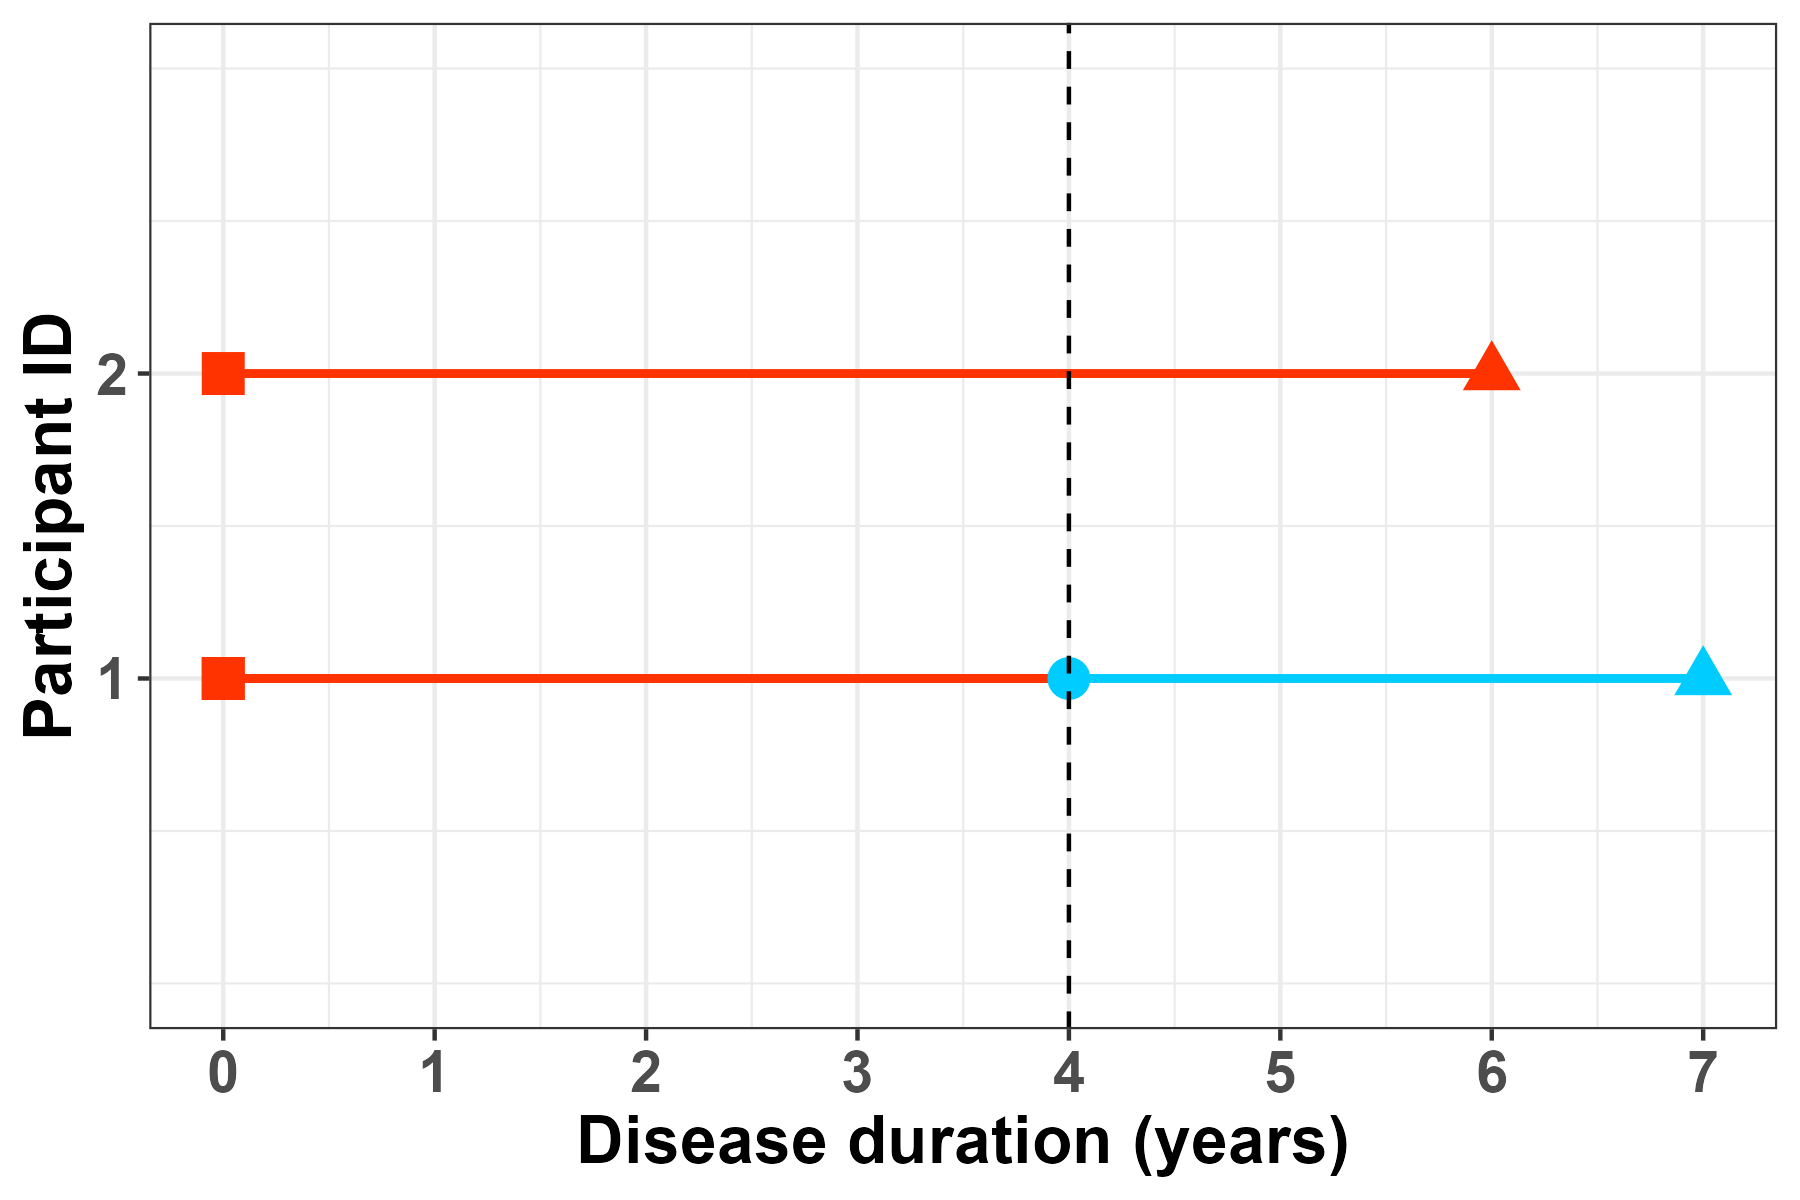 Participant ID
2
1
0 1 2 3 4 5 6 7
Disease duration (years)